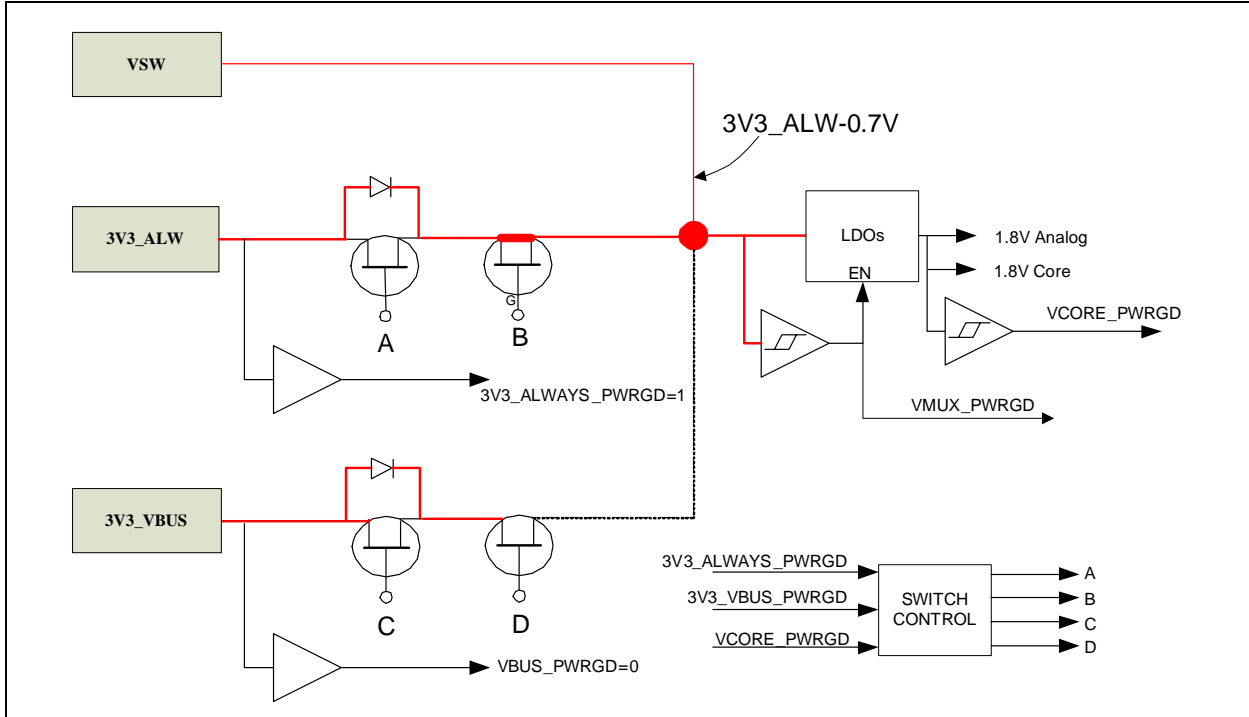 VSW
3V3_ALW-0.7V
3V3_ALW
LDOs
EN
1.8V Analog
1.8V Core
G
A
B
VCORE_PWRGD
3V3_ALWAYS_PWRGD=1
VMUX_PWRGD
3V3_VBUS
C
D
VBUS_PWRGD=0
3V3_ALWAYS_PWRGD
3V3_VBUS_PWRGD
VCORE_PWRGD
SWITCH
CONTROL
A
B
C
D